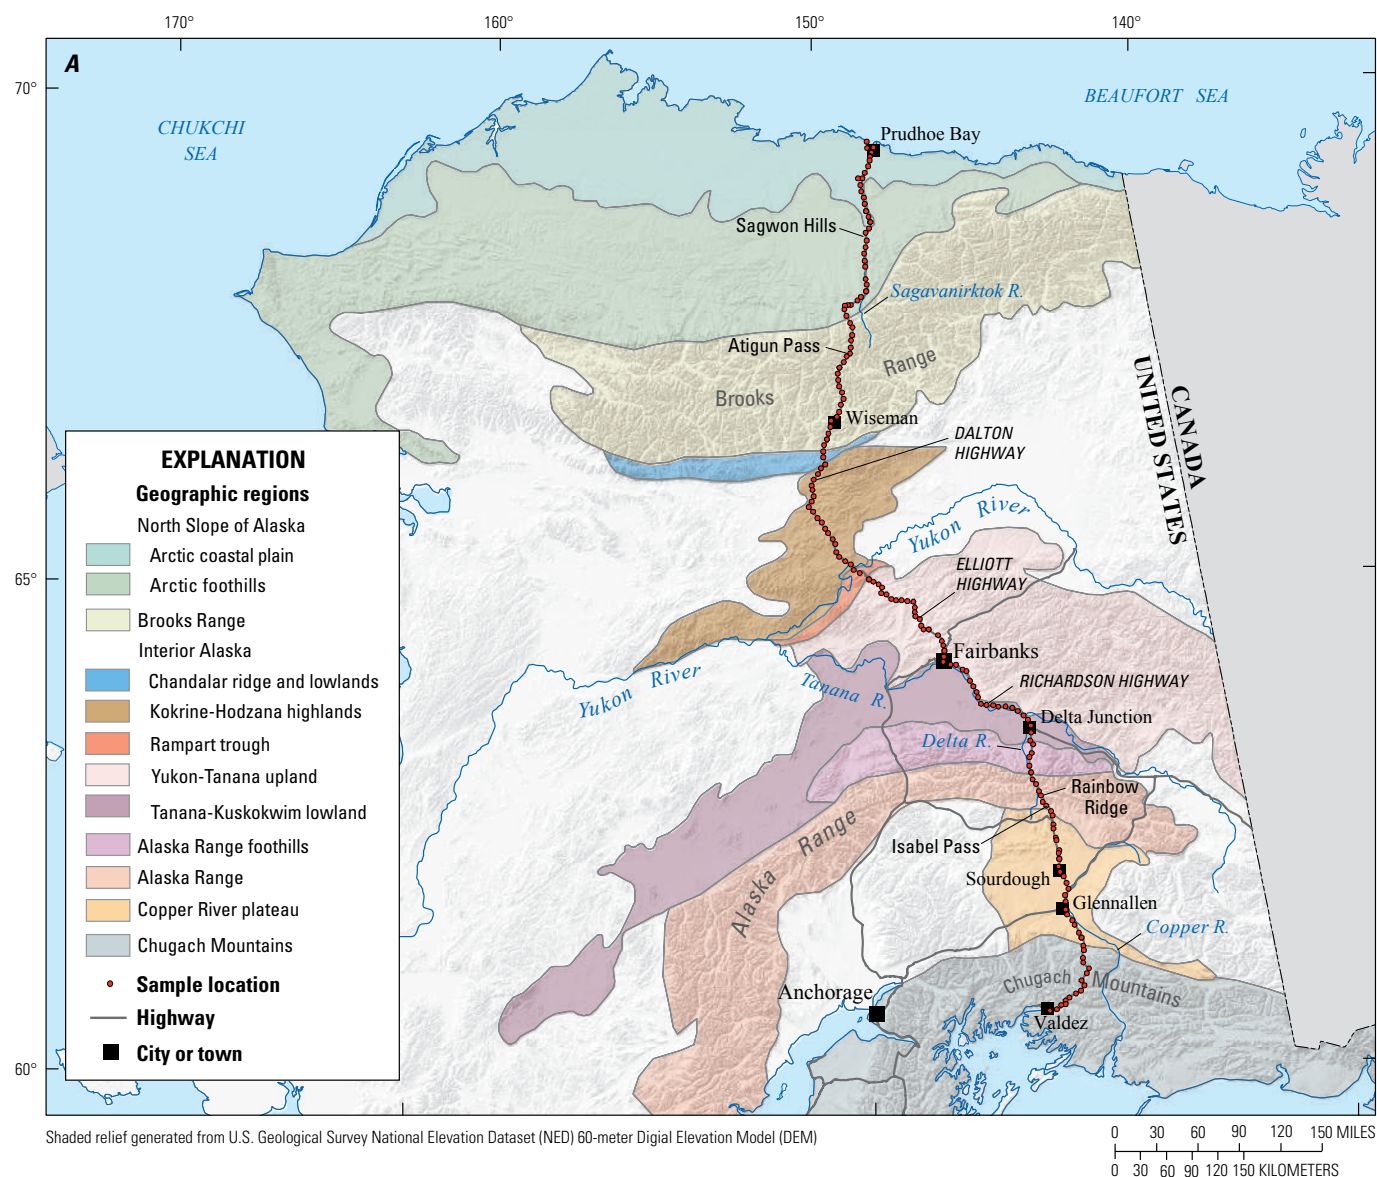 170°
160°
150°
140°
A
70°
65°
60°
CHUKCHI
SEA
BEAUFORT SEA
Prudhoe Bay
Sagwon Hills
Sagavanirktok R.
Atigun Pass
Brooks
Range
Wiseman
DALTON
HIGHWAY
CANADA
UNITED STATES
Yukon River
ELLIOTT
HIGHWAY
Fairbanks
Yukon River
Tanana R.
RICHARDSON HIGHWAY
Delta Junction
Delta R.
Rainbow
Ridge
Alaska Range
Isabel Pass
Sourdough
Glennallen
Copper R.
Chugach Mountains
Anchorage
Valdez
EXPLANATION
Geographic regions
North Slope of Alaska
Arctic coastal plain
Arctic foothills
Brooks Range
Interior Alaska
Chandalar ridge and lowlands
Kokrine-Hodzana highlands
Rampart trough
Yukon-Tanana upland
Tanana-Kuskokwim lowland
Alaska Range foothills
Alaska Range
Copper River plateau
Chugach Mountains
Sample location
Highway
City or town
Shaded relief generated from U.S. Geological Survey National Elevation Dataset (NED) 60-meter Digial Elevation Model (DEM)
0 30 60 90 120 150 MILES
0 30 60 90 120 150 KILOMETERS